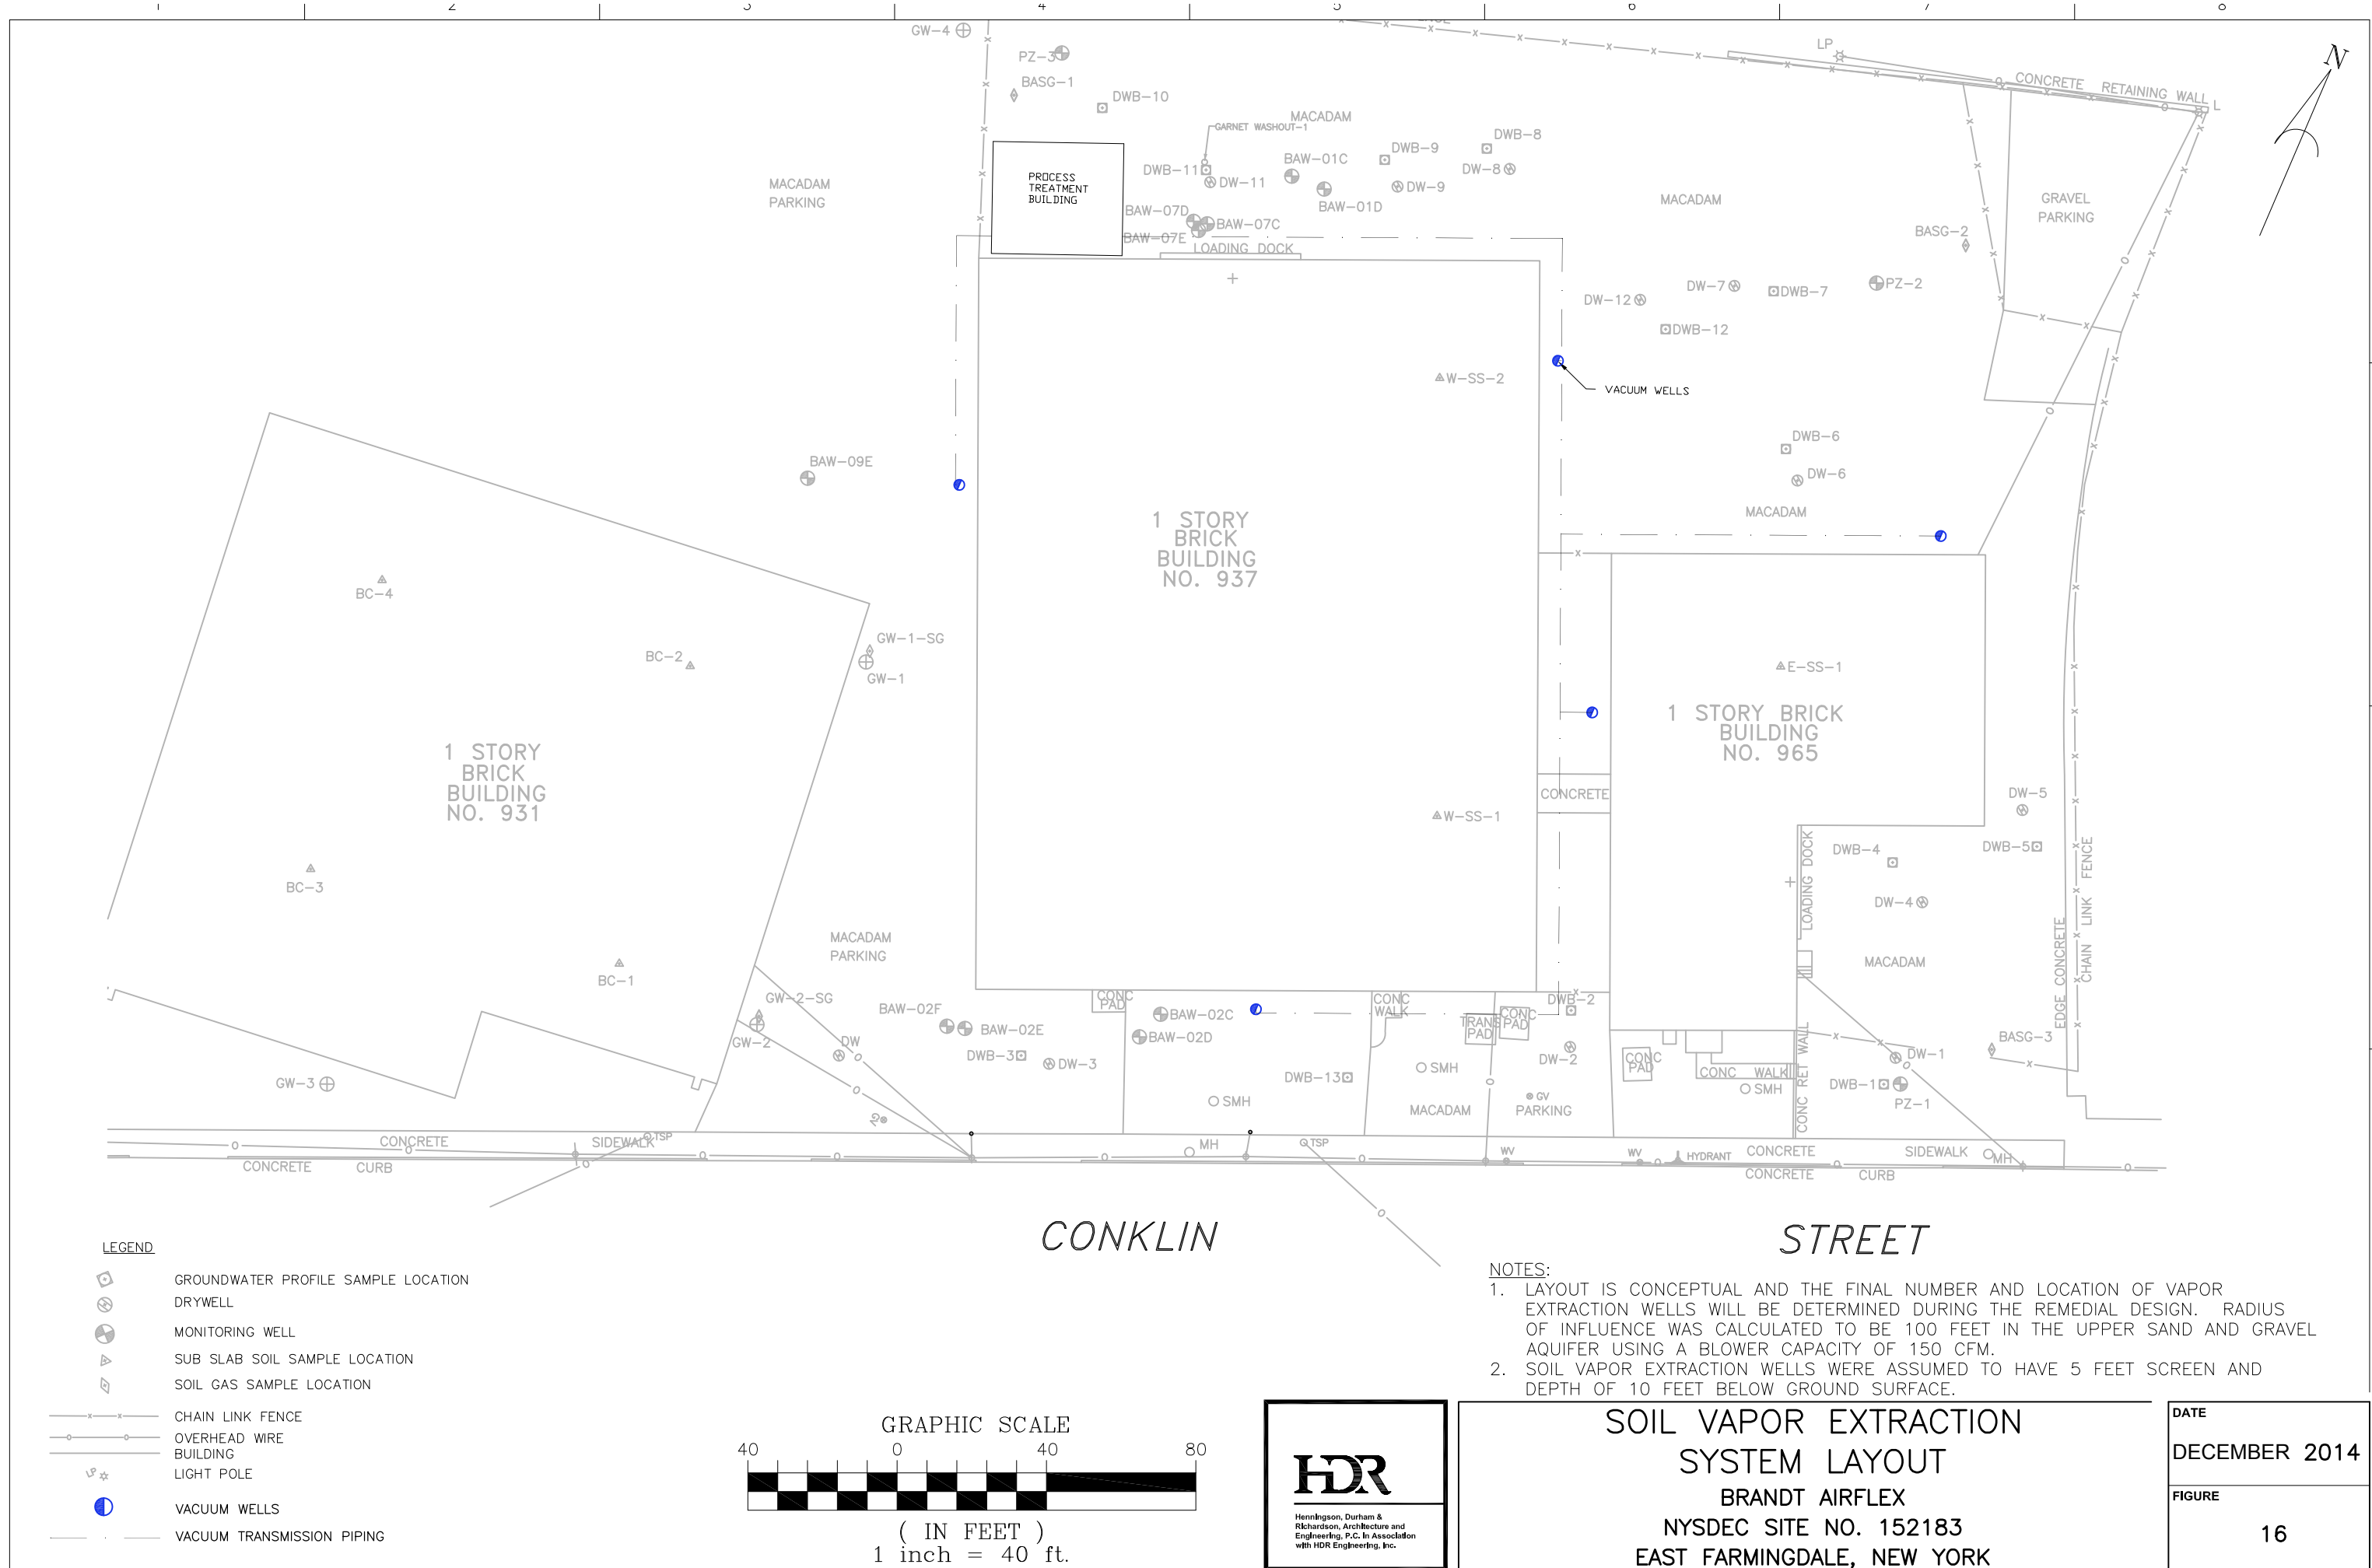 1 2 3 4 5 6 7 8
GW-4
PZ-3
BASG-1
DWB-10
LP
CONCRETE RETAINING WALL L
N
MACADAM
GARNET WASHOUT-1
DWB-8
DWB-9
BAW-01C
DWB-11
DW-11
DW-8
DW-9
PROCESS
TREATMENT
BUILDING
MACADAM
PARKING
BAW-01D
MACADAM
GRAVEL
PARKING
BAW-07D
BAW-07C
BAW-07E
LOADING DOCK
BASG-2
DW-12
DW-7
DWB-7
PZ-2
DWB-12
W-SS-2
VACUUM WELLS
DWB-6
BAW-09E
DW-6
MACADAM
1 STORY
BRICK
BUILDING
NO. 937
BC-4
GW-1-SG
BC-2
GW-1
E-SS-1
1 STORY BRICK
BUILDING
NO. 965
1 STORY
BRICK
BUILDING
NO. 931
CONCRETE
DW-5
W-SS-1
DWB-4
DWB-5
LOADING DOCK
CHAIN LINK FENCE
BC-3
DW-4
EDGE CONCRETE
MACADAM
PARKING
MACADAM
BC-1
GW-2-SG
CONC
PAD
CONC
WALK
DWB-2
BAW-02F
BAW-02E
BAW-02C
BAW-02D
TRANS
PAD
CONC
PAD
GW-2
DW
DWB-3
DW-3
DW-2
CONC
PAD
CONC RET WALL
BASG-3
DW-1
GW-3
DWB-13
SMH
CONC WALK
SMH
DWB-1
PZ-1
SMH
GV
MACADAM PARKING
CONCRETE SIDEWALK
TSP
MH
TSP
WV
WV
HYDRANT
CONCRETE SIDEWALK
MH
CONCRETE CURB
CONCRETE CURB
CONKLIN STREET
LEGEND
GROUNDWATER PROFILE SAMPLE LOCATION
DRYWELL
MONITORING WELL
SUB SLAB SOIL SAMPLE LOCATION
SOIL GAS SAMPLE LOCATION
CHAIN LINK FENCE
OVERHEAD WIRE
BUILDING
LP
LIGHT POLE
VACUUM WELLS
VACUUM TRANSMISSION PIPING
GRAPHIC SCALE
40 0 40 80
( IN FEET )
1 inch = 40 ft.
NOTES:
1. LAYOUT IS CONCEPTUAL AND THE FINAL NUMBER AND LOCATION OF VAPOR
EXTRACTION WELLS WILL BE DETERMINED DURING THE REMEDIAL DESIGN. RADIUS
OF INFLUENCE WAS CALCULATED TO BE 100 FEET IN THE UPPER SAND AND GRAVEL
AQUIFER USING A BLOWER CAPACITY OF 150 CFM.
2. SOIL VAPOR EXTRACTION WELLS WERE ASSUMED TO HAVE 5 FEET SCREEN AND
DEPTH OF 10 FEET BELOW GROUND SURFACE.
HDR
Henningson, Durham &
Richardson, Architecture and
Engineering, P.C. in Association
with HDR Engineering, Inc.
SOIL VAPOR EXTRACTION
SYSTEM LAYOUT
BRANDT AIRFLEX
NYSDEC SITE NO. 152183
EAST FARMINGDALE, NEW YORK
DATE
DECEMBER 2014
FIGURE
16